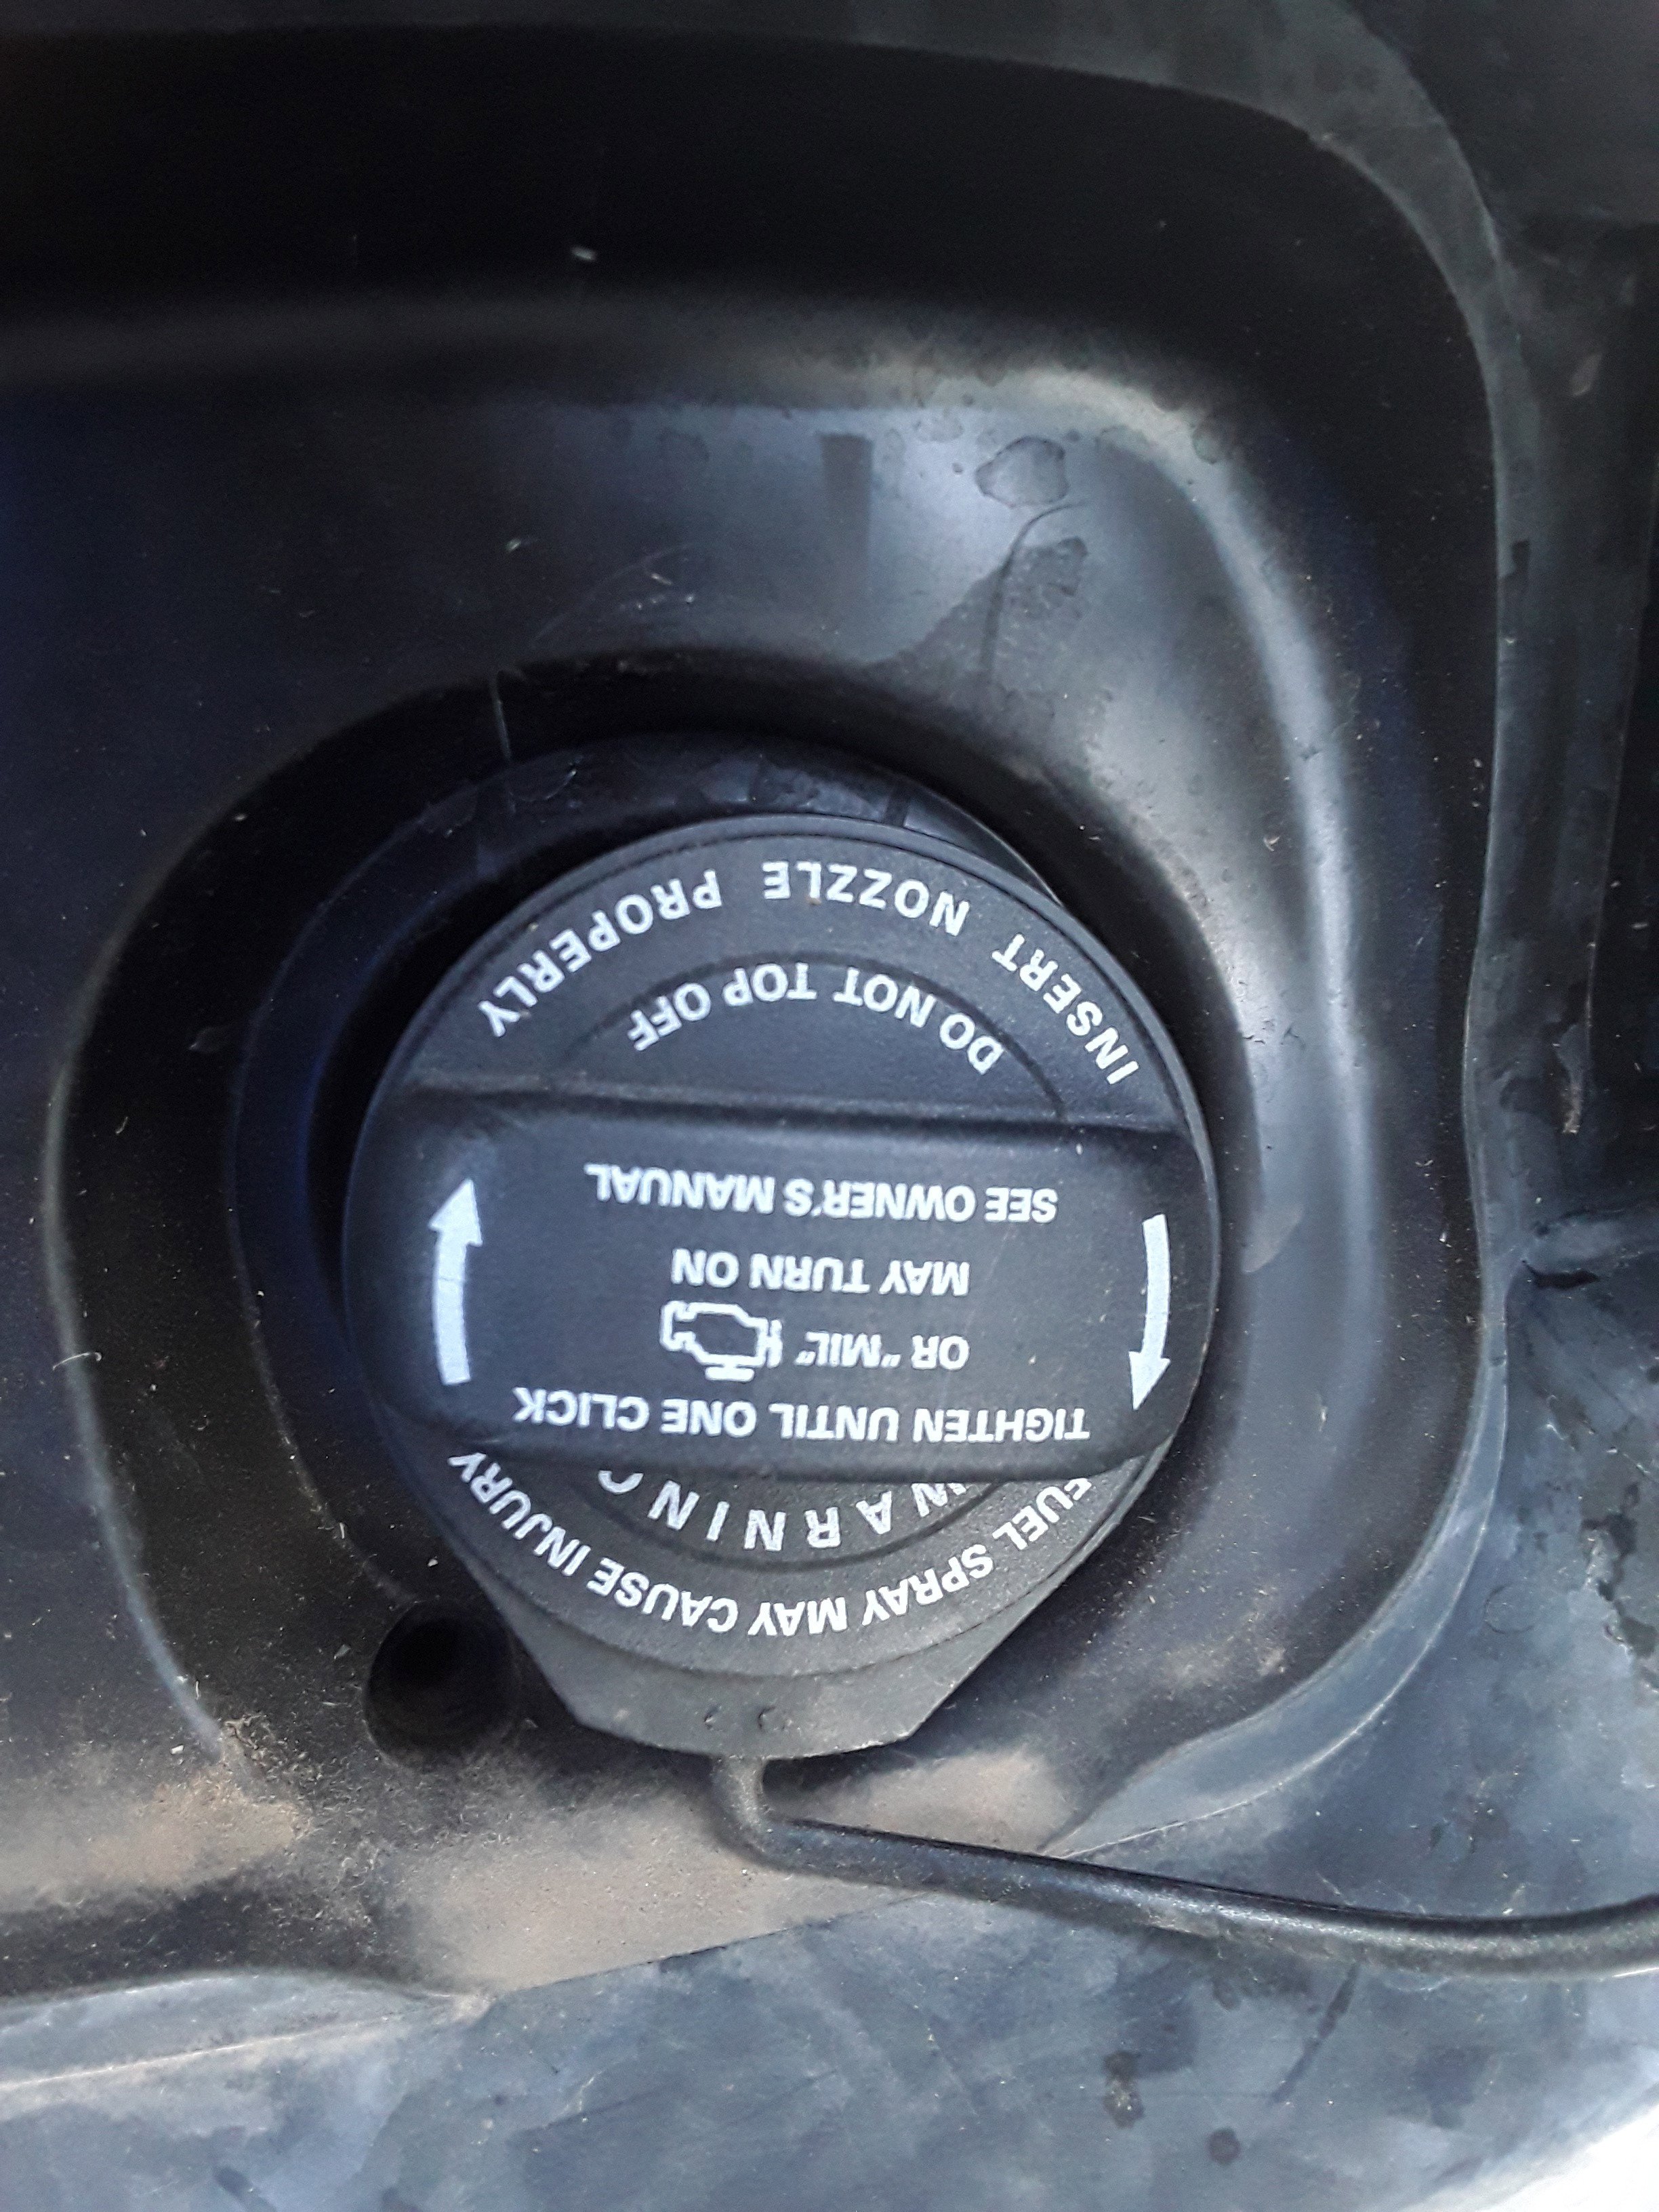 FUEL SPRAY MAY CAUSE INJURY
WARNING
TIGHTEN UNTIL ONE CLICK
OR "MIL"
MAY TURN ON
SEE OWNER'S MANUAL
DO NOT TOP OFF
INSERT NOZZLE PROPERLY